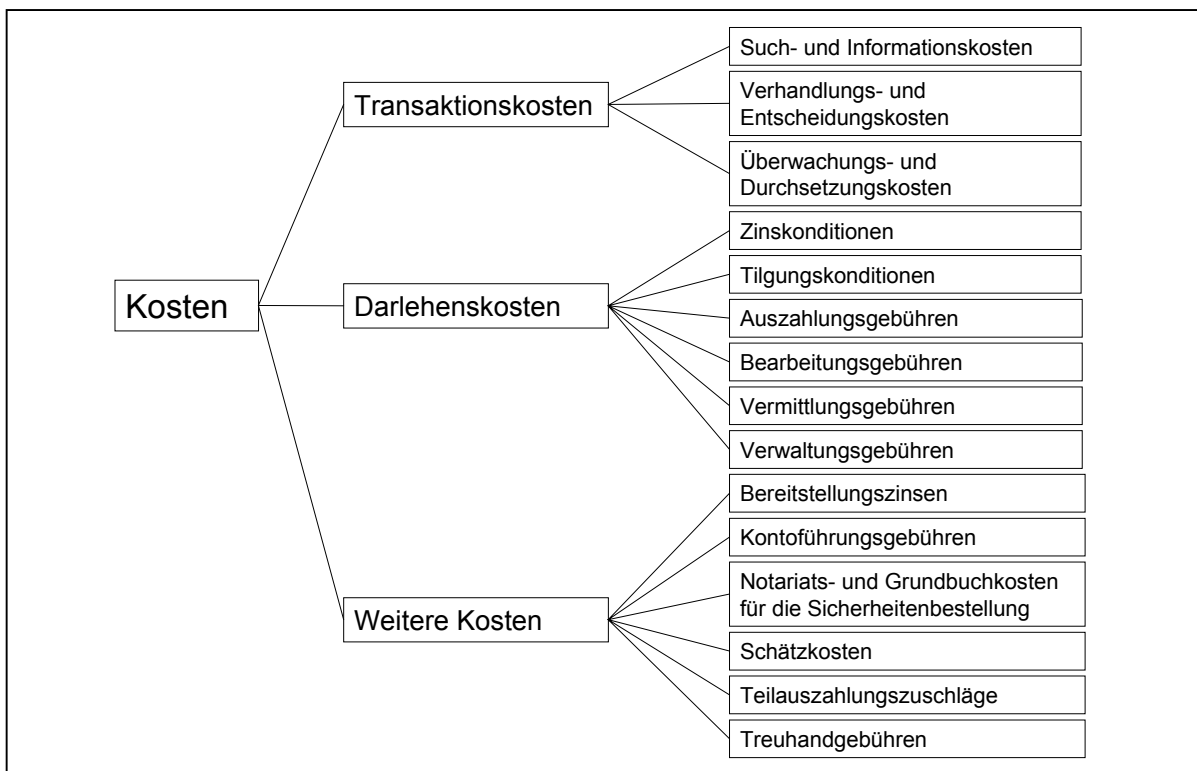 Kosten
Transaktionskosten
Such- und Informationskosten
Verhandlungs- und
Entscheidungskosten
Überwachungs- und
Durchsetzungskosten
Darlehenskosten
Zinskonditionen
Tilgungskonditionen
Auszahlungsgebühren
Bearbeitungsgebühren
Vermittlungsgebühren
Verwaltungsgebühren
Weitere Kosten
Bereitstellungszinsen
Kontoführungsgebühren
Notariats- und Grundbuchkosten
für die Sicherheitenbestellung
Schätzkosten
Teilauszahlungszuschläge
Treuhandgebühren